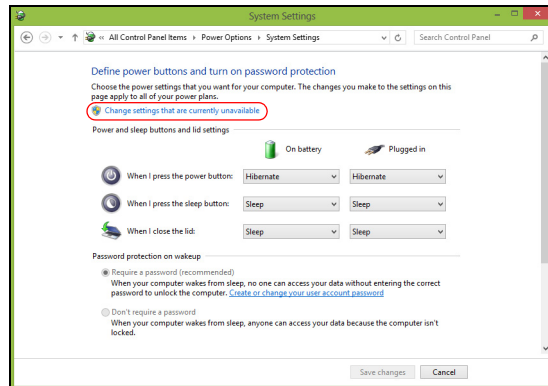 System Settings
« All Control Panel Items Power Options System Settings
Search Control Panel
Define power buttons and turn on password protection
Choose the power settings that you want for your computer. The changes you make to the settings on this
page apply to all of your power plans.
Change settings that are currently unavailable
Power and sleep buttons and lid settings
On battery Plugged in
When I press the power button: Hibernate Hibernate
When I press the sleep button: Sleep Sleep
When I close the lid: Sleep Sleep
Password protection on wakeup
Require a password (recommended)
When your computer wakes from sleep, no one can access your data without entering the correct
password to unlock the computer. Create or change your user account password
Don't require a password
When your computer wakes from sleep, anyone can access your data because the computer isn't
locked.
Save changes Cancel